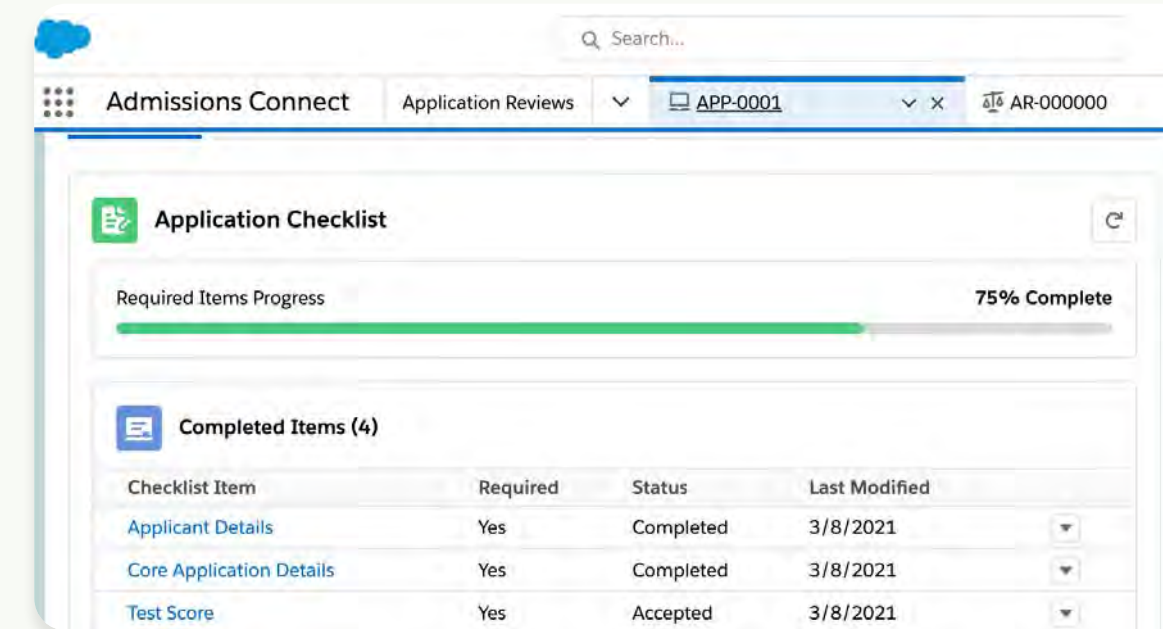 Search...
Admissions Connect Application Reviews APP-0001 AR-000000
Application Checklist
Required Items Progress 75% Complete
Completed Items (4)
Checklist Item Required Status Last Modified
Applicant Details Yes Completed 3/8/2021
Core Application Details Yes Completed 3/8/2021
Test Score Yes Accepted 3/8/2021